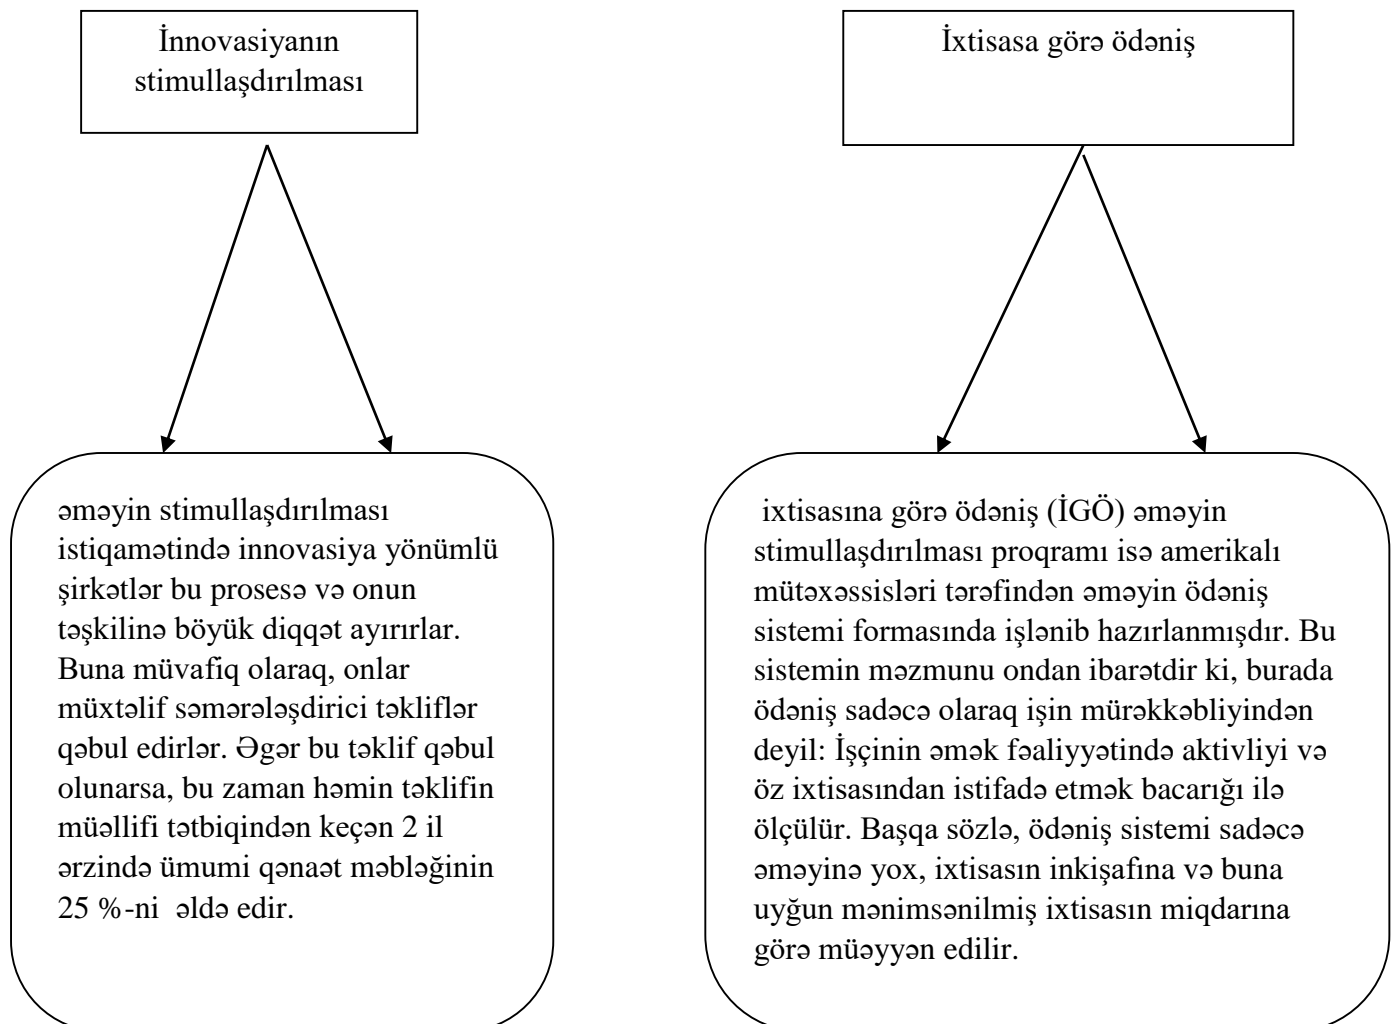 İnnovasiyanın
stimullaşdırılması
İxtisasa görə ödəniş
əməyin stimullaşdırılması
istiqamətində innovasiya yönümlü
şirkətlər bu prosesə və onun
təşkilinə böyük diqqət ayırırlar.
Buna müvafiq olaraq, onlar
müxtəlif səmərələşdirici təkliflər
qəbul edirlər. Əgər bu təklif qəbul
olunarsa, bu zaman həmin təklifin
müəllifi tətbiqindən keçən 2 il
ərzində ümumi qənaət məbləğinin
25 %-ni əldə edir.
ixtisasına görə ödəniş (İGÖ) əməyin
stimullaşdırılması proqramı isə amerikalı
mütəxəssisləri tərəfindən əməyin ödəniş
sistemi formasında işlənib hazırlanmışdır. Bu
sistemin məzmunu ondan ibarətdir ki, burada
ödəniş sadəcə olaraq işin mürəkkəbliyindən
deyil: İşçinin əmək fəaliyyətində aktivliyi və
öz ixtisasından istifadə etmək bacarığı ilə
ölçülür. Başqa sözlə, ödəniş sistemi sadəcə
əməyinə yox, ixtisasın inkişafına və buna
uyğun mənimsənilmiş ixtisasın miqdarına
görə müəyyən edilir.